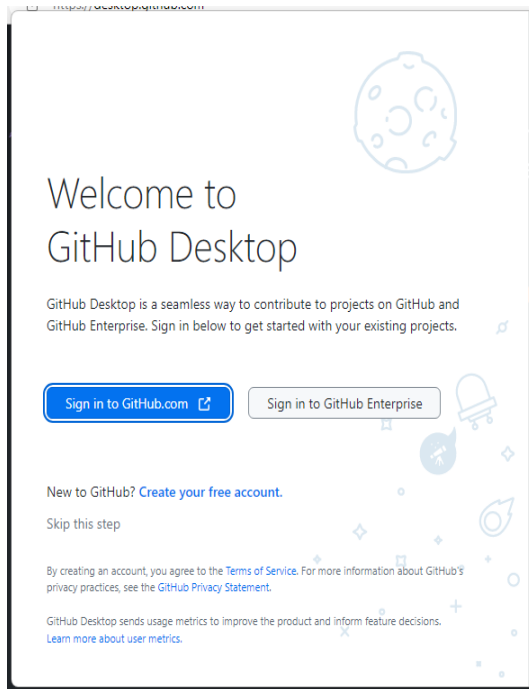 https://desktop.github.com
Welcome to
GitHub Desktop
GitHub Desktop is a seamless way to contribute to projects on GitHub and
GitHub Enterprise. Sign in below to get started with your existing projects.
Sign in to GitHub.com
Sign in to GitHub Enterprise
New to GitHub? Create your free account.
Skip this step
By creating an account, you agree to the Terms of Service. For more information about GitHub's
privacy practices, see the GitHub Privacy Statement.
GitHub Desktop sends usage metrics to improve the product and inform feature decisions.
Learn more about user metrics.